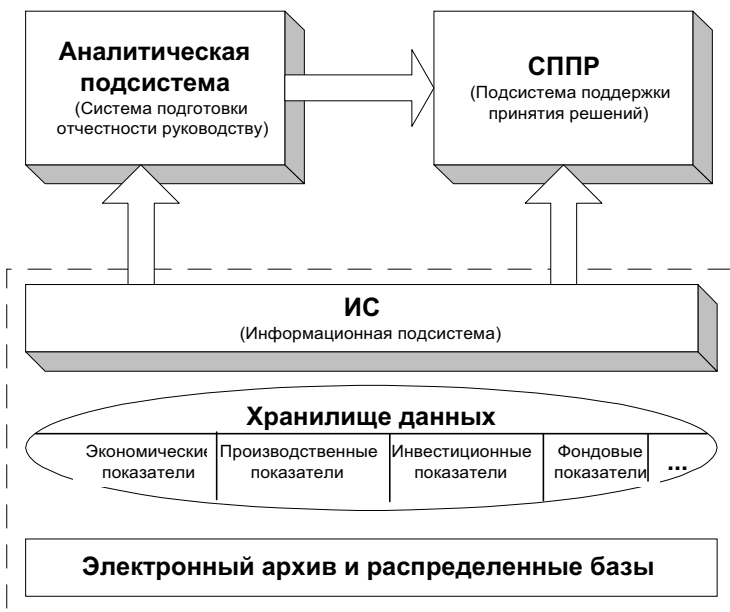 Аналитическая
подсистема
(Система подготовки
отчестности руководству)
СППР
(Подсистема поддержки
принятия решений)
ИС
(Информационная подсистема)
Хранилище данных
Экономические
показатели
Производственные
показатели
Инвестиционные
показатели
Фондовые
показатели
...
Электронный архив и распределенные базы